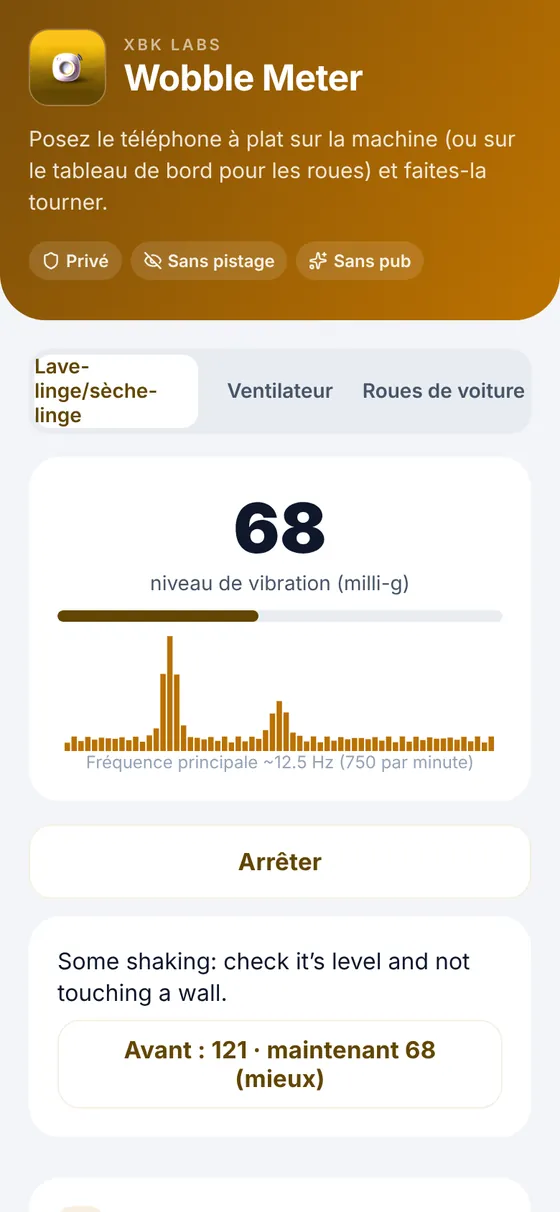 XBK LABS
Wobble Meter
Posez le téléphone à plat sur la machine (ou sur
le tableau de bord pour les roues) et faites-la
tourner.
Privé
Sans pistage
Sans pub
Lave-
linge/sèche-
linge
Ventilateur
Roues de voiture
68
niveau de vibration (milli-g)
Fréquence principale ~12.5 Hz (750 par minute)
Arrêter
Some shaking: check it’s level and not
touching a wall.
Avant : 121 · maintenant 68
(mieux)